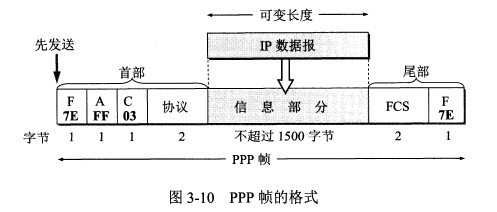 可变长度
先发送
IP 数据报
首部
尾部
F A C
7E FF 03 协议 信息部分 FCS F 7E
字节 1 1 1 2 不超过 1500 字节 2 1
PPP 帧
图 3-10 PPP 帧的格式